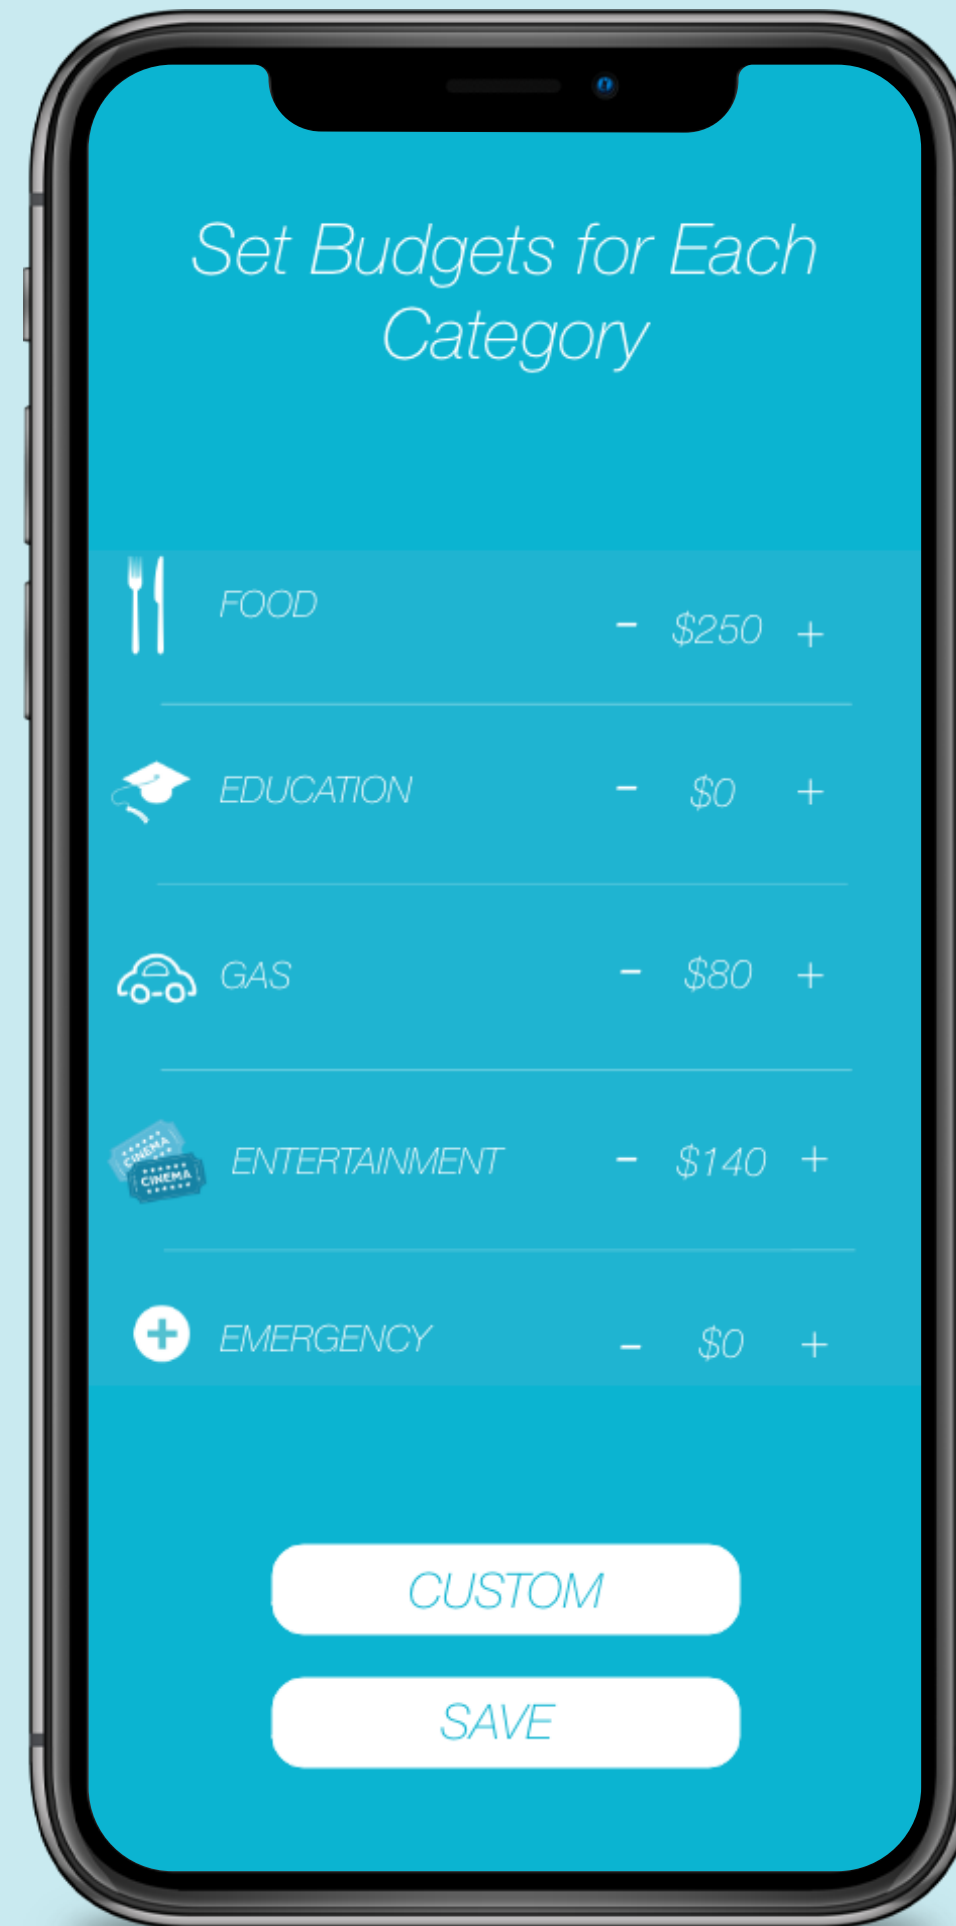 Set Budgets for Each
Category
FOOD - $250 +
EDUCATION - $0 +
GAS - $80 +
CINEMA
CINEMA
ENTERTAINMENT - $140 +
EMERGENCY - $0 +
CUSTOM
SAVE